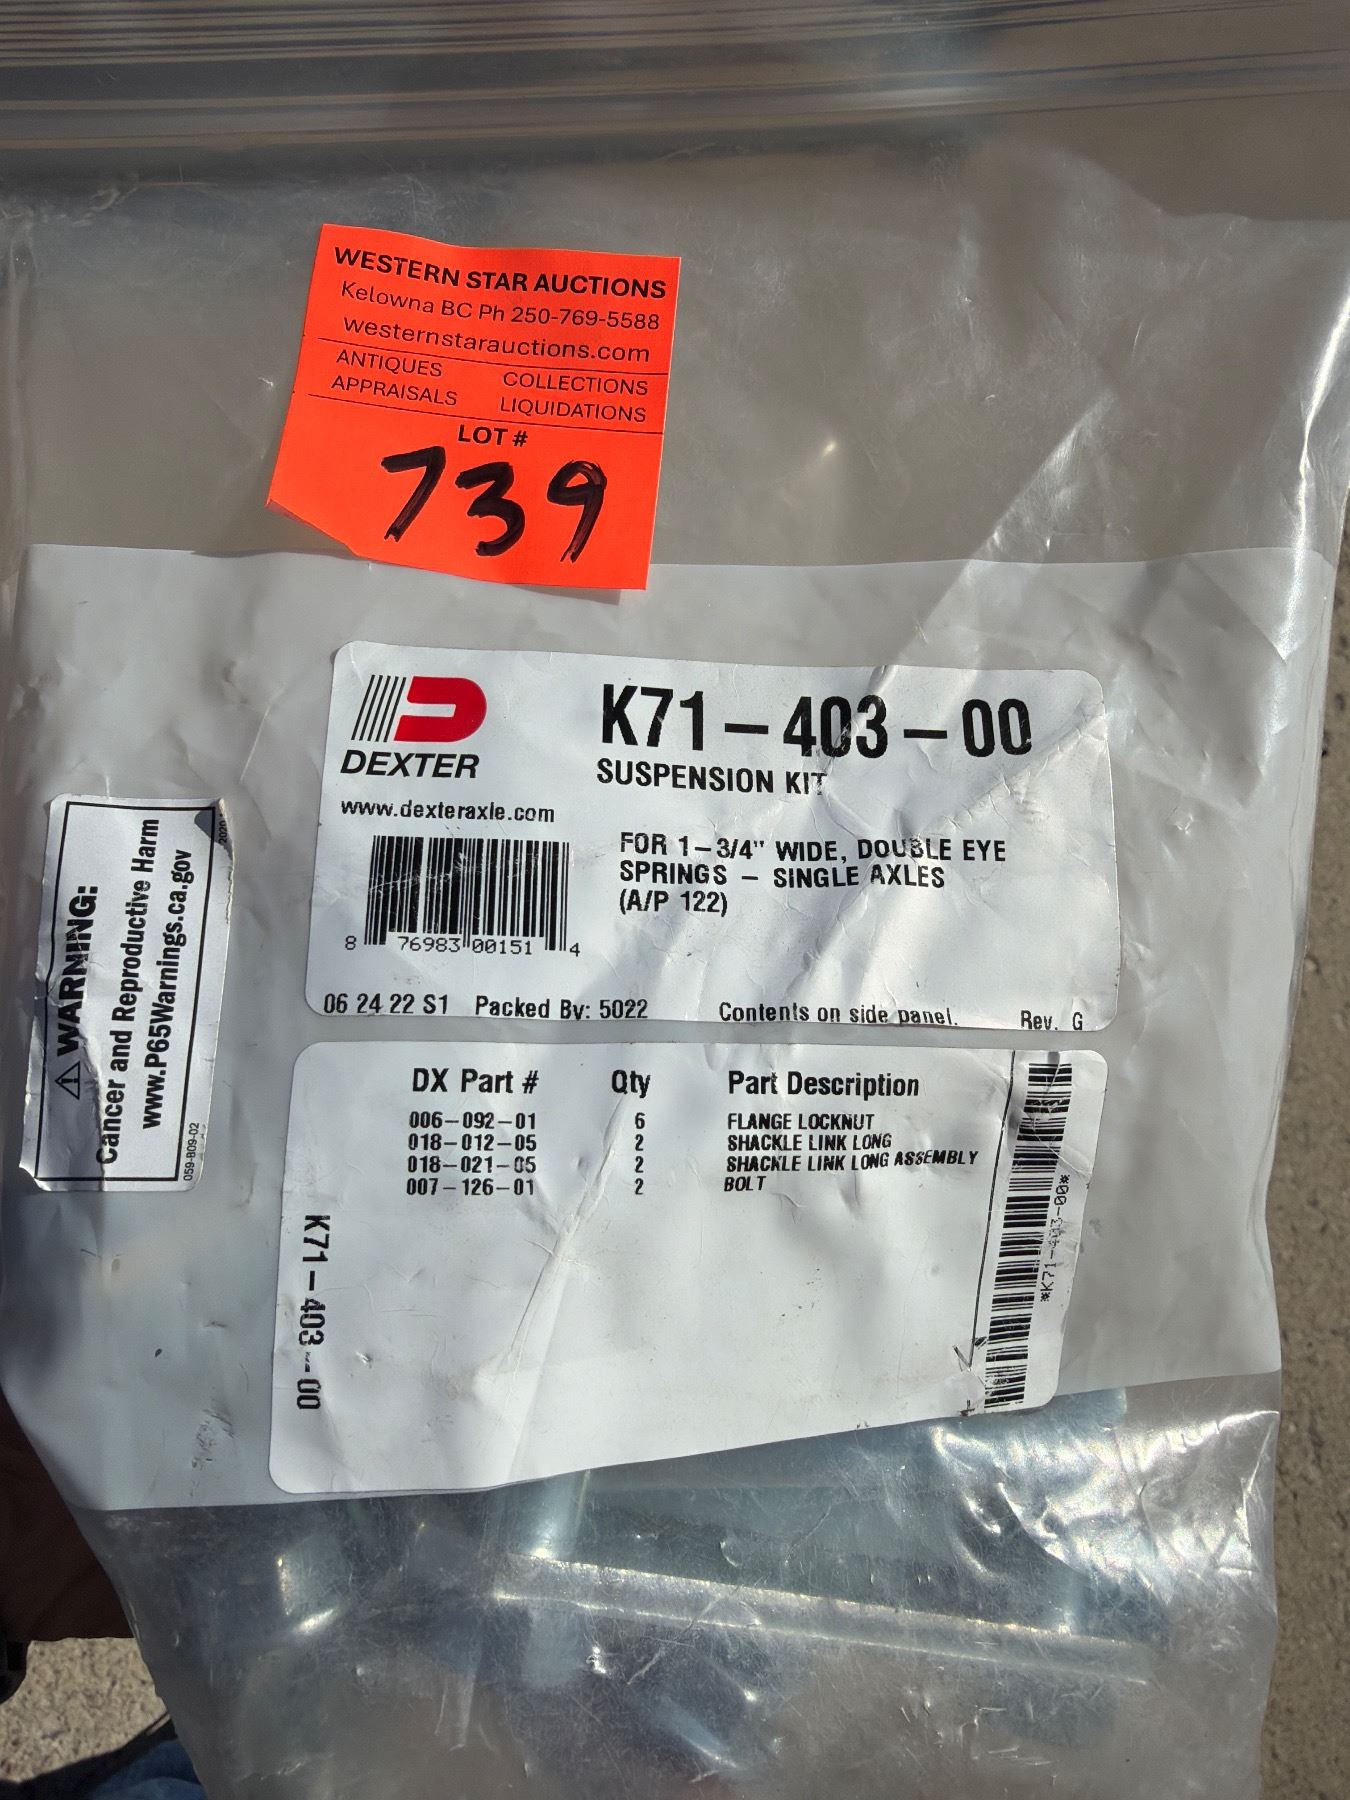 WESTERN STAR AUCTIONS
Kelowna BC Ph 250-769-5588
westernstarauctions.com
ANTIQUES COLLECTIONS
APPRAISALS LIQUIDATIONS
LOT #
739
DEXTER
www.dexteraxle.com
K71-403-00
SUSPENSION KIT
FOR 1-3/4" WIDE, DOUBLE EYE
SPRINGS - SINGLE AXLES
(A/P 122)
8 76983 00151 4
06 24 22 S1 Packed By: 5022 Contents on side panel. Rev. G
WARNING:
Cancer and Reproductive Harm
www.P65Warnings.ca.gov
059-B09-02
DX Part # Qty Part Description
006-092-01 6 FLANGE LOCKNUT
018-012-05 2 SHACKLE LINK LONG
018-021-05 2 SHACKLE LINK LONG ASSEMBLY
007-126-01 2 BOLT
K71-403-00
*K71-403-00*